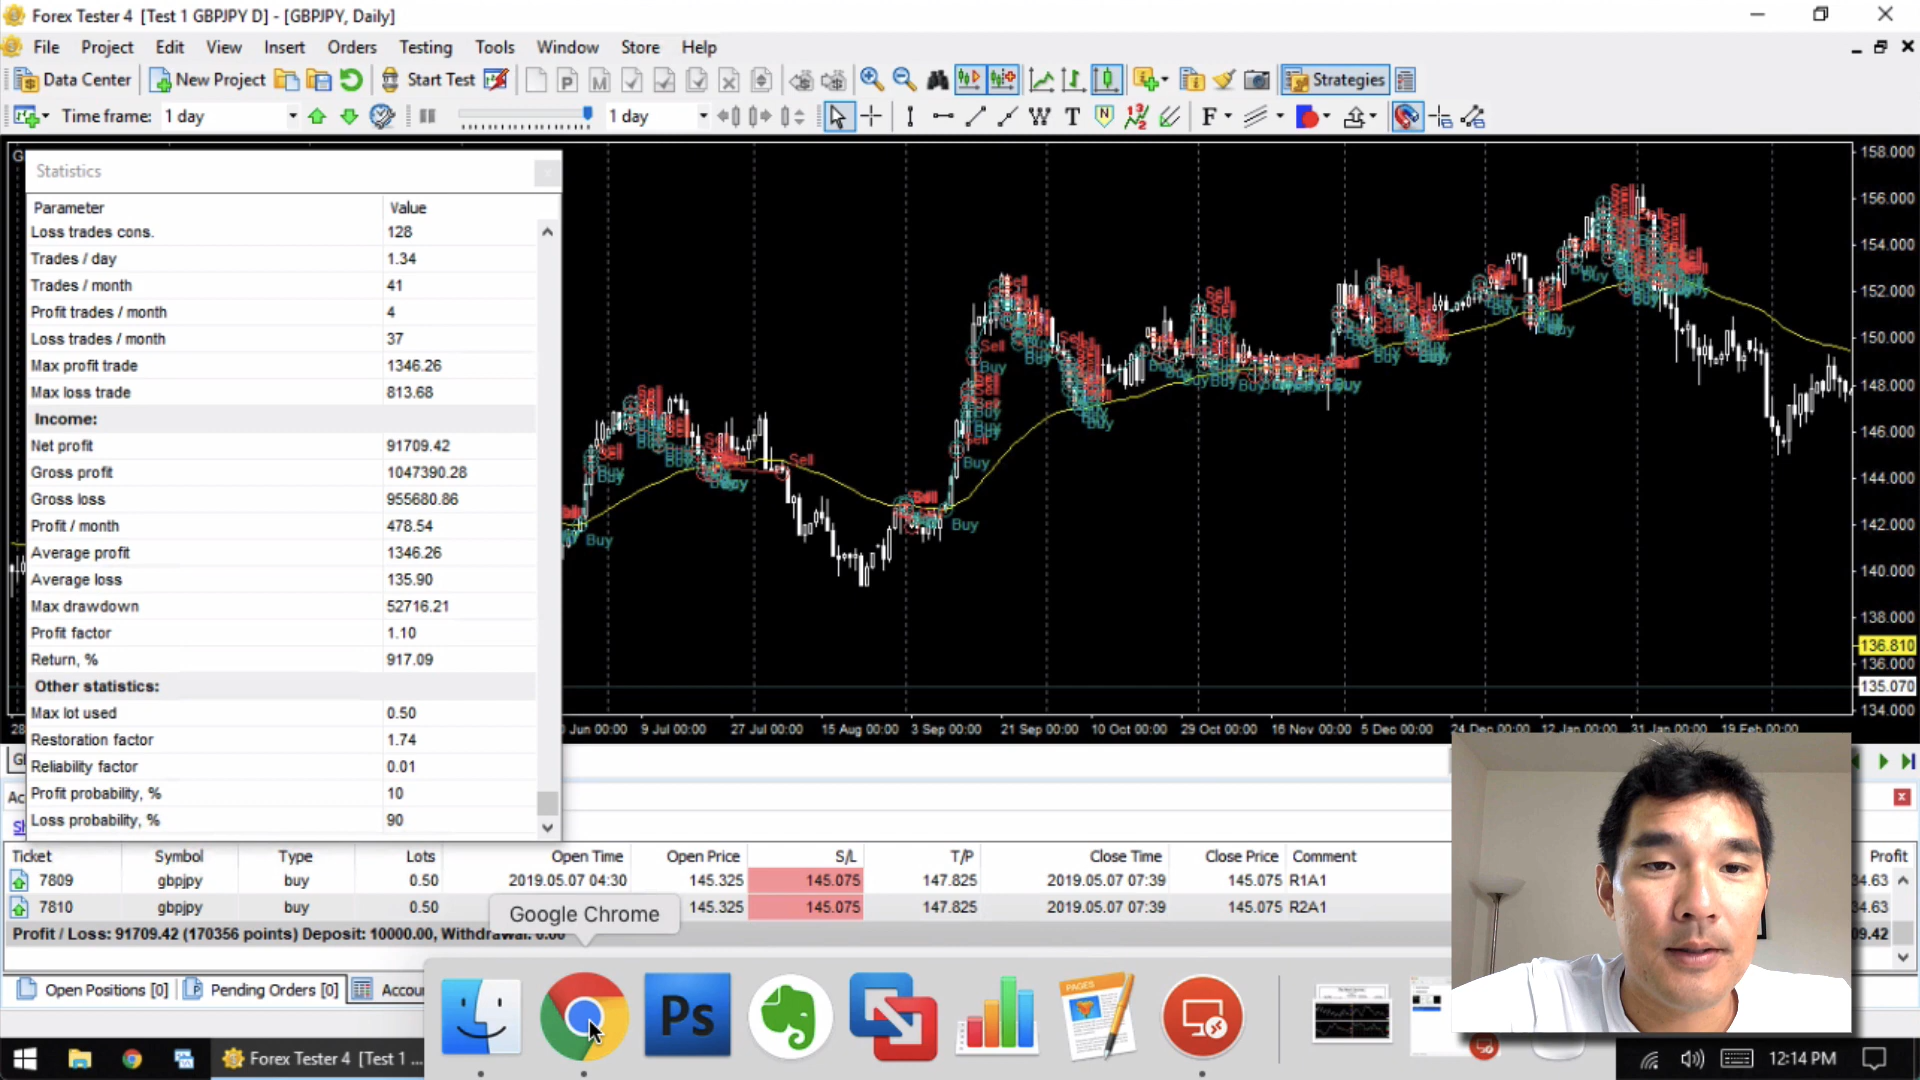 Forex Tester 4 [Test 1 GBPJPY D] - [GBPJPY, Daily]
File Project Edit View Insert Orders Testing Tools Window Store Help
Data Center New Project Start Test Strategies
Time frame: 1 day 1 day
Statistics
Parameter Value
Loss trades cons. 128
Trades / day 1.34
Trades / month 41
Profit trades / month 4
Loss trades / month 37
Max profit trade 1346.26
Max loss trade 813.68
Income:
Net profit 91709.42
Gross profit 1047390.28
Gross loss 955680.86
Profit / month 478.54
Average profit 1346.26
Average loss 135.90
Max drawdown 52716.21
Profit factor 1.10
Return, % 917.09
Other statistics:
Max lot used 0.50
Restoration factor 1.74
Reliability factor 0.01
Profit probability, % 10
Loss probability, % 90
158.000
156.000
154.000
152.000
150.000
148.000
146.000
144.000
142.000
140.000
138.000
136.810
136.000
135.070
134.000
28 Jun 00:00 9 Jul 00:00 27 Jul 00:00 15 Aug 00:00 3 Sep 00:00 21 Sep 00:00 10 Oct 00:00 29 Oct 00:00 16 Nov 00:00 5 Dec 00:00 24 Dec 00:00 12 Jan 00:00 31 Jan 00:00 19 Feb 00:00
Ticket Symbol Type Lots Open Time Open Price S/L T/P Close Time Close Price Comment Profit
7809 gbpjpy buy 0.50 2019.05.07 04:30 145.325 145.075 147.825 2019.05.07 07:39 145.075 R1A1 34.63
7810 gbpjpy buy 0.50 145.325 145.075 147.825 2019.05.07 07:39 145.075 R2A1 34.63
Google Chrome
Profit / Loss: 91709.42 (170356 points) Deposit: 10000.00, Withdrawal: 0.00 09.42
Open Positions [0] Pending Orders [0] Accou
Ps
PAGES
Forex Tester 4 [Test 1 ...
12:14 PM